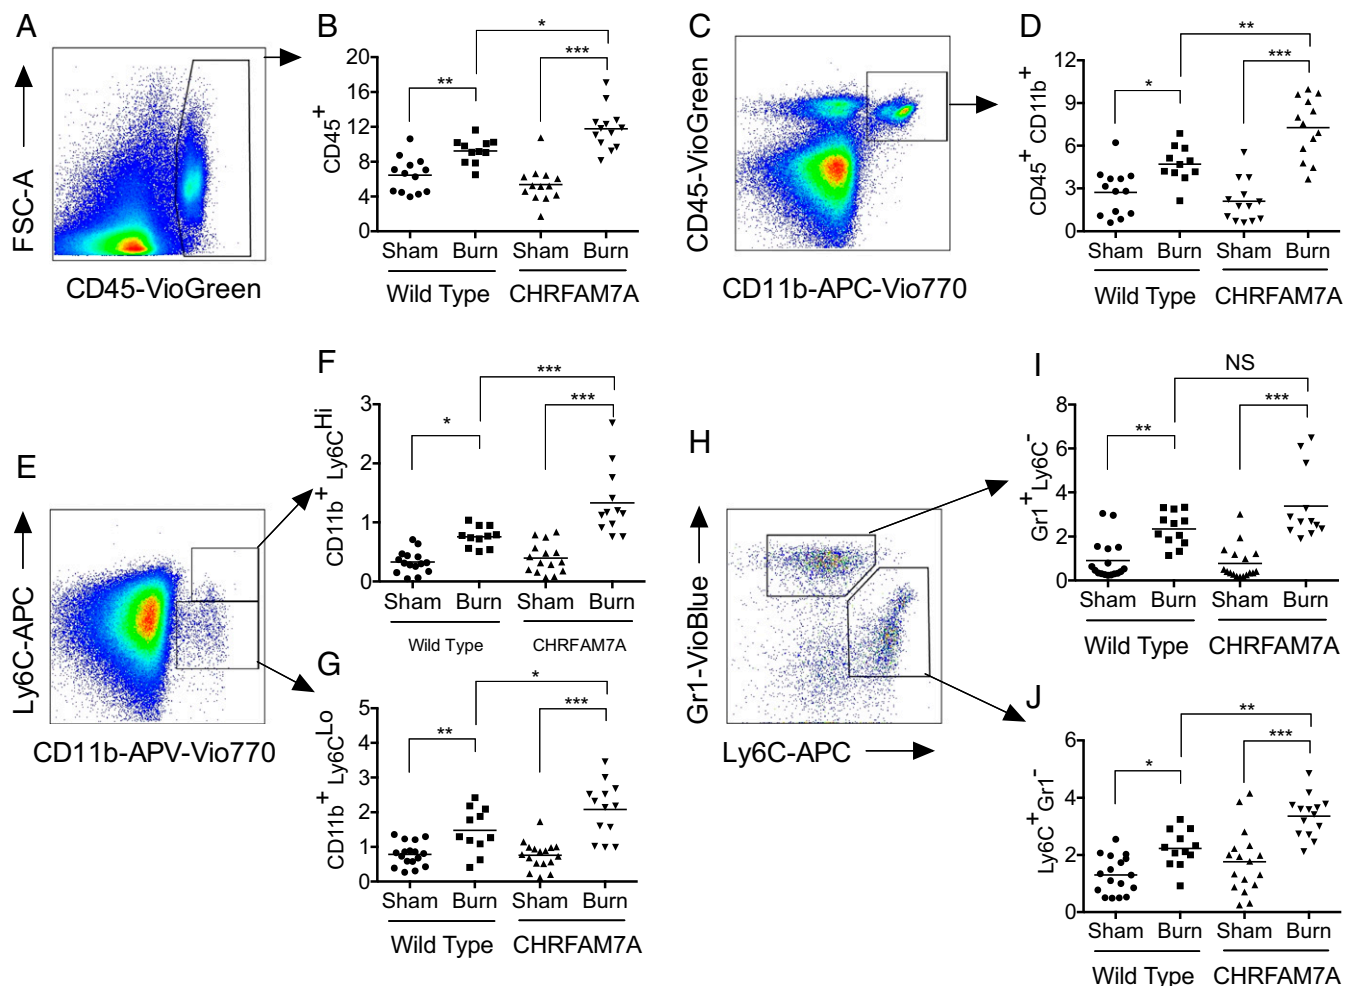 A
FSC-A
CD45-VioGreen
B
CD45+
20
16
12
8
4
0
**
*
***
Sham Burn Sham Burn
Wild Type CHRFAM7A
C
CD45-VioGreen
CD11b-APC-Vio770
D
CD45+ CD11b+
12
9
6
3
0
*
**
***
Sham Burn Sham Burn
Wild Type CHRFAM7A
E
Ly6C-APC
CD11b-APV-Vio770
F
CD11b+ Ly6CHi
3
2
1
0
*
***
***
Sham Burn Sham Burn
Wild Type CHRFAM7A
G
CD11b+ Ly6CLo
5
4
3
2
1
0
**
*
***
Sham Burn Sham Burn
Wild Type CHRFAM7A
H
Gr1-VioBlue
Ly6C-APC
I
Gr1+Ly6C-
8
6
4
2
0
**
NS
***
Sham Burn Sham Burn
Wild Type CHRFAM7A
J
Ly6C+Gr1-
6
4
2
0
*
**
***
Sham Burn Sham Burn
Wild Type CHRFAM7A